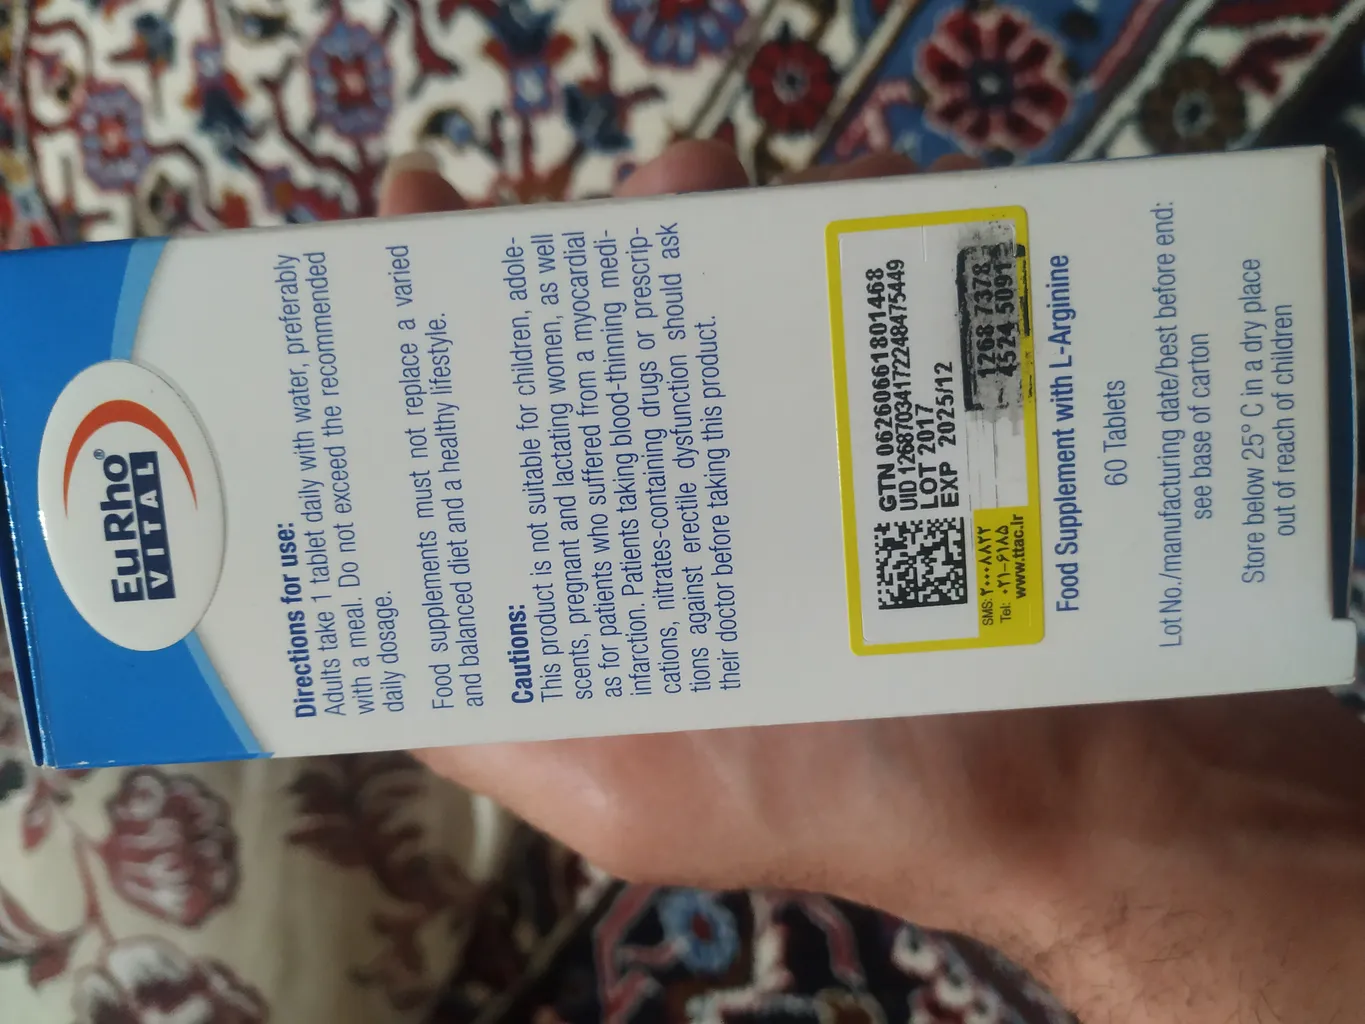 EuRho®
VITAL
Directions for use:
Adults take 1 tablet daily with water, preferably
with a meal. Do not exceed the recommended
daily dosage.
Food supplements must not replace a varied
and balanced diet and a healthy lifestyle.
Cautions:
This product is not suitable for children, adole-
scents, pregnant and lactating women, as well
as for patients who suffered from a myocardial
infarction. Patients taking blood-thinning medi-
cations, nitrates-containing drugs or prescrip-
tions against erectile dysfunction should ask
their doctor before taking this product.
GTN 06260661801468
UID 12687034172248475449
LOT 2017
EXP 2025/12
1268 7378
4524 5091
SMS: ۲۰۰۰۸۸۲۲
Tel: ۰۲۱-۶۱۸۵
www.ttac.ir
Food Supplement with L-Arginine
60 Tablets
Lot No./manufacturing date/best before end:
see base of carton
Store below 25° C in a dry place
out of reach of children